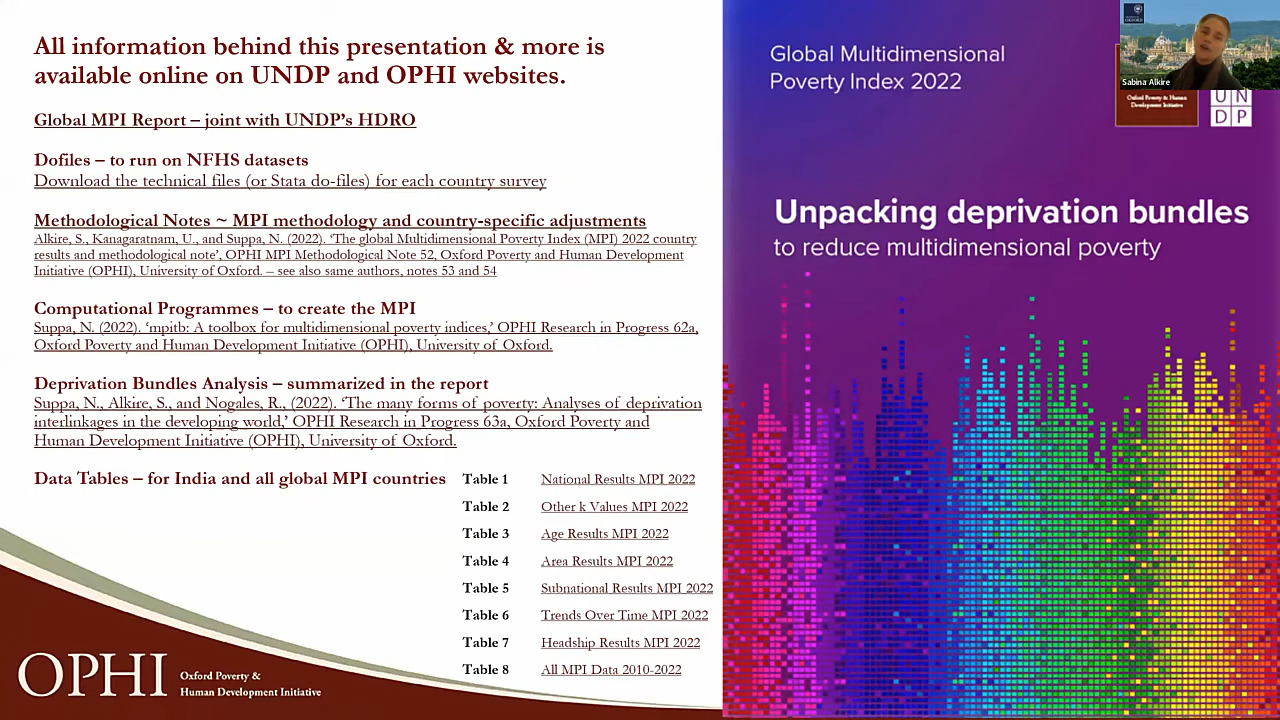 All information behind this presentation & more is
available online on UNDP and OPHI websites.
Global MPI Report – joint with UNDP's HDRO
Dofiles – to run on NFHS datasets
Download the technical files (or Stata do-files) for each country survey
Methodological Notes ~ MPI methodology and country-specific adjustments
Alkire, S., Kanagaratnam, U., and Suppa, N. (2022). 'The global Multidimensional Poverty Index (MPI) 2022 country
results and methodological note', OPHI MPI Methodological Note 52, Oxford Poverty and Human Development
Initiative (OPHI), University of Oxford. – see also same authors, notes 53 and 54
Computational Programmes – to create the MPI
Suppa, N. (2022). 'mpitb: A toolbox for multidimensional poverty indices,' OPHI Research in Progress 62a,
Oxford Poverty and Human Development Initiative (OPHI), University of Oxford.
Deprivation Bundles Analysis – summarized in the report
Suppa, N., Alkire, S., and Nogales, R. (2022). 'The many forms of poverty: Analyses of deprivation
interlinkages in the developing world,' OPHI Research in Progress 63a, Oxford Poverty and
Human Development Initiative (OPHI), University of Oxford.
Data Tables – for India and all global MPI countries
Table 1 National Results MPI 2022
Table 2 Other k Values MPI 2022
Table 3 Age Results MPI 2022
Table 4 Area Results MPI 2022
Table 5 Subnational Results MPI 2022
Table 6 Trends Over Time MPI 2022
Table 7 Headship Results MPI 2022
Table 8 All MPI Data 2010-2022
OPHI
Oxford Poverty &
Human Development Initiative
Global Multidimensional
Poverty Index 2022
Sabina Alkire
Oxford Poverty & Human
Development Initiative
U N
D P
Unpacking deprivation bundles
to reduce multidimensional poverty